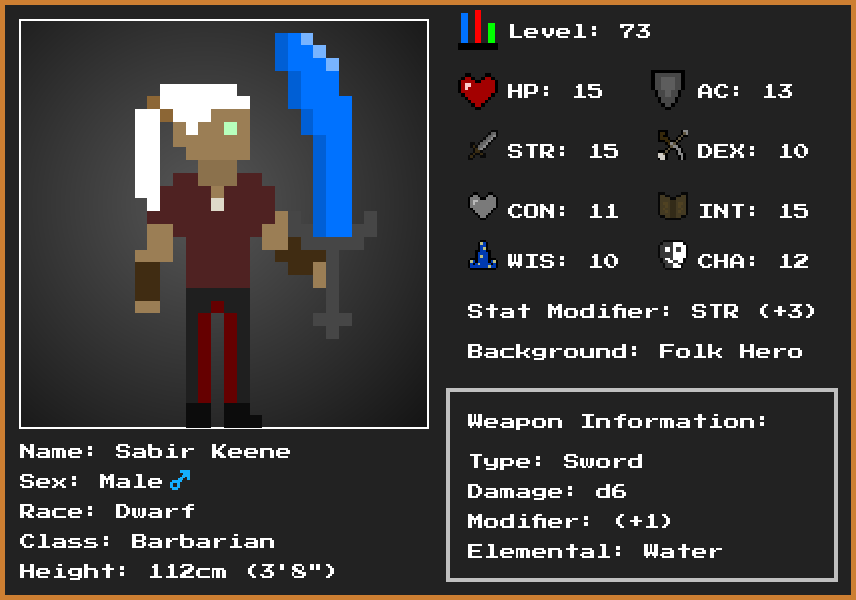 Level: 73
HP: 15
AC: 13
STR: 15
DEX: 10
CON: 11
INT: 15
WIS: 10
CHA: 12
Stat Modifier: STR (+3)
Background: Folk Hero
Weapon Information:
Type: Sword
Damage: d6
Modifier: (+1)
Elemental: Water
Name: Sabir Keene
Sex: Male♂
Race: Dwarf
Class: Barbarian
Height: 112cm (3'8")